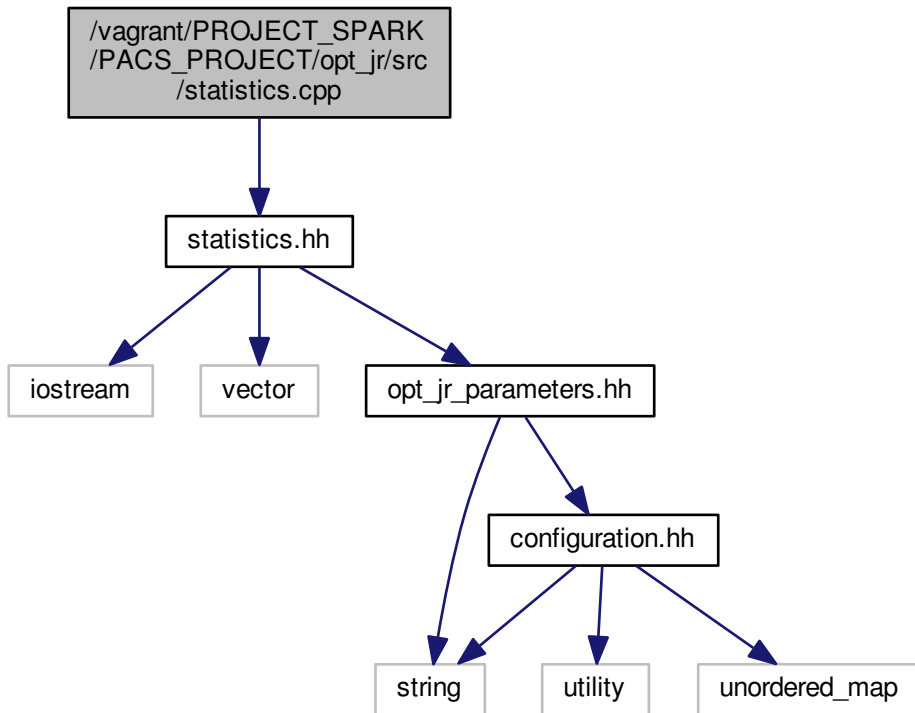 /vagrant/PROJECT_SPARK
/PACS_PROJECT/opt_jr/src
/statistics.cpp
statistics.hh
iostream
vector
opt_jr_parameters.hh
configuration.hh
string
utility
unordered_map